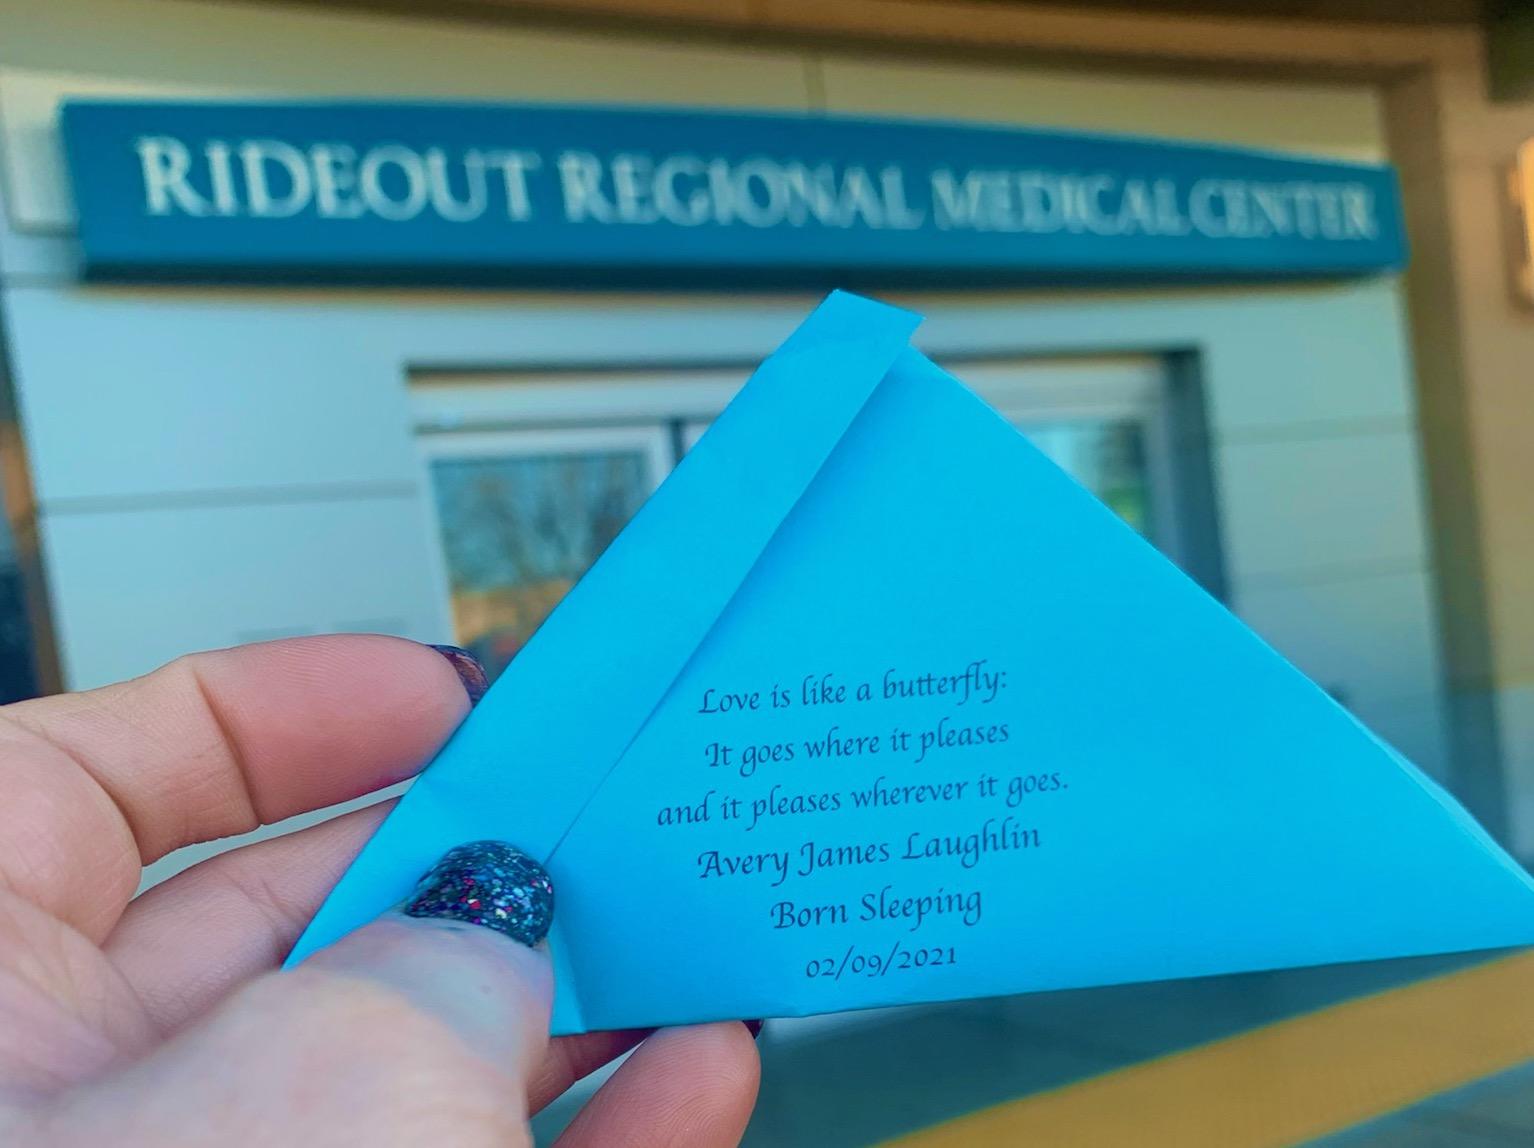 RIDEOUT REGIONAL MEDICAL CENTER
Love is like a butterfly:
It goes where it pleases
and it pleases wherever it goes.
Avery James Laughlin
Born Sleeping
02/09/2021